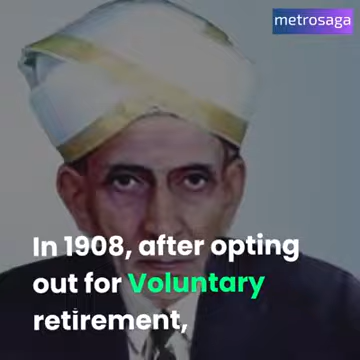 metrosaga
In 1908, after opting
out for Voluntary
retirement,